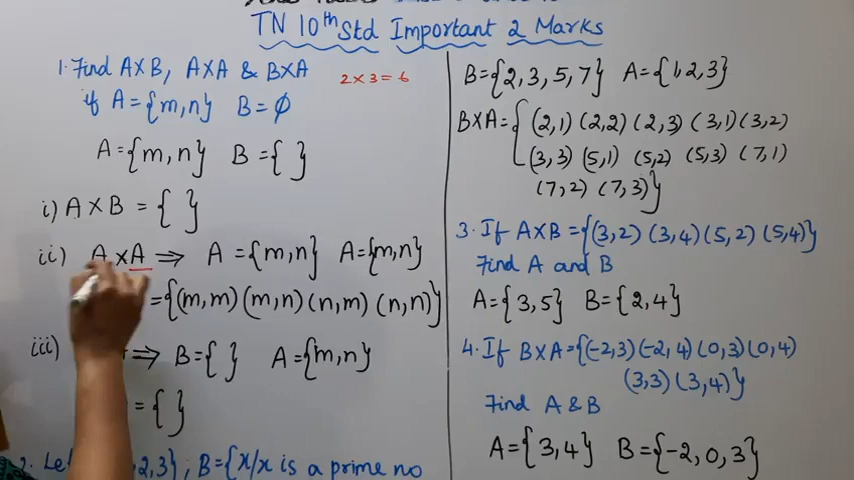 TN 10th Std Important 2 Marks
1. Find A×B, A×A & B×A
2×3=6
if A={m,n} B=∅
A={m,n} B={ }
i) A×B = { }
ii) A×A ⇒ A={m,n} A={m,n}
={(m,m)(m,n)(n,m)(n,n)}
iii) ⇒ B={ } A={m,n}
= { }
2. Let 2,3}, B={x/x is a prime no
B={2,3,5,7} A={1,2,3}
B×A={(2,1)(2,2)(2,3)(3,1)(3,2)
(3,3)(5,1)(5,2)(5,3)(7,1)
(7,2)(7,3)}
3. If A×B={(3,2)(3,4)(5,2)(5,4)}
Find A and B
A={3,5} B={2,4}
4. If B×A={(-2,3)(-2,4)(0,3)(0,4)
(3,3)(3,4)}
Find A & B
A={3,4} B={-2,0,3}